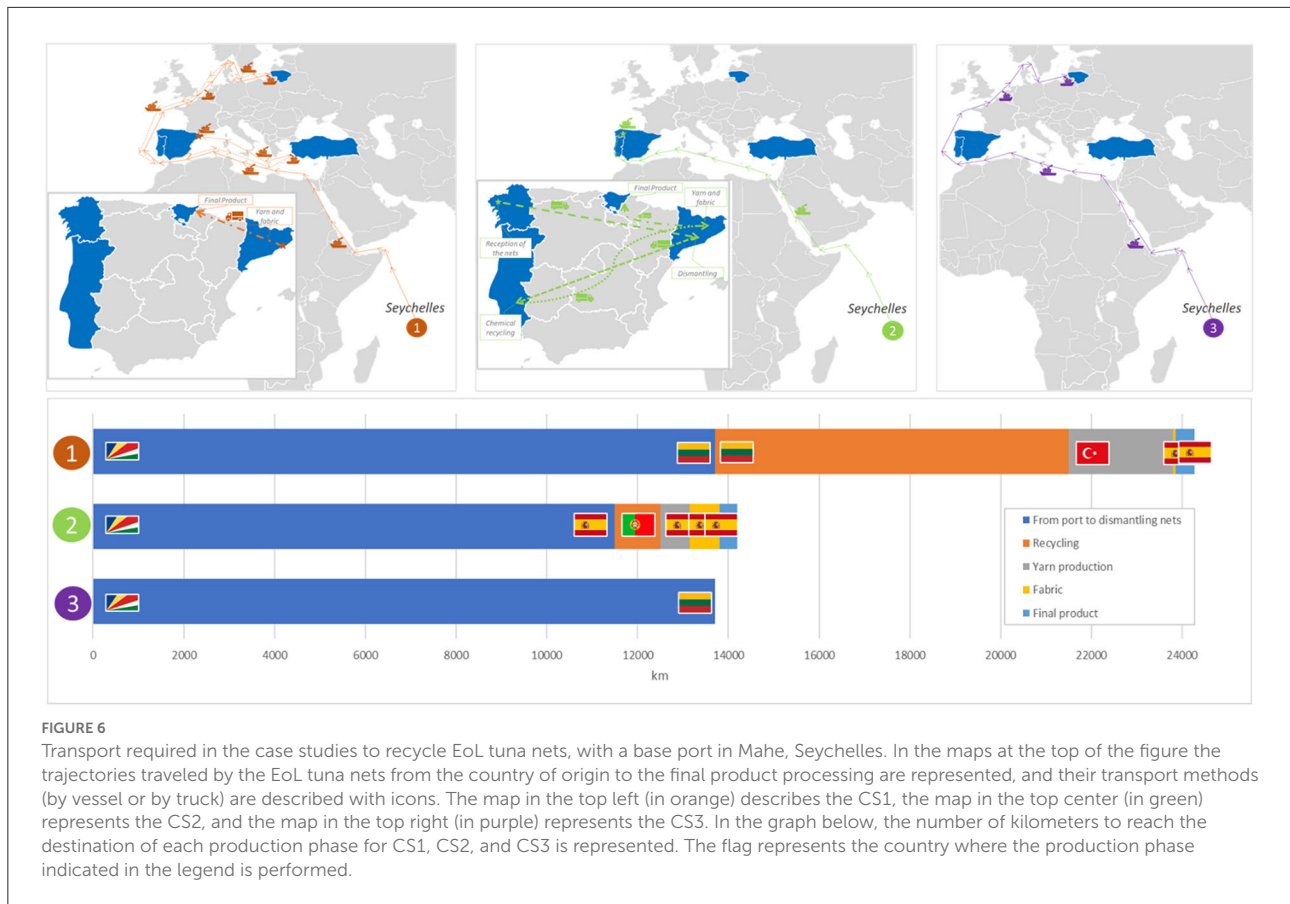 Final Product
Yarn and
fabric
Seychelles
1
Final Product
Yarn and
fabric
Reception of
the nets
Dismantling
Chemical
recycling
Seychelles
2
Seychelles
3
1
2
3
From port to dismantling nets
Recycling
Yarn production
Fabric
Final product
0 2000 4000 6000 8000 10000 12000 14000 16000 18000 20000 22000 24000
km
FIGURE 6
Transport required in the case studies to recycle EoL tuna nets, with a base port in Mahe, Seychelles. In the maps at the top of the figure the
trajectories traveled by the EoL tuna nets from the country of origin to the final product processing are represented, and their transport methods
(by vessel or by truck) are described with icons. The map in the top left (in orange) describes the CS1, the map in the top center (in green)
represents the CS2, and the map in the top right (in purple) represents the CS3. In the graph below, the number of kilometers to reach the
destination of each production phase for CS1, CS2, and CS3 is represented. The flag represents the country where the production phase
indicated in the legend is performed.